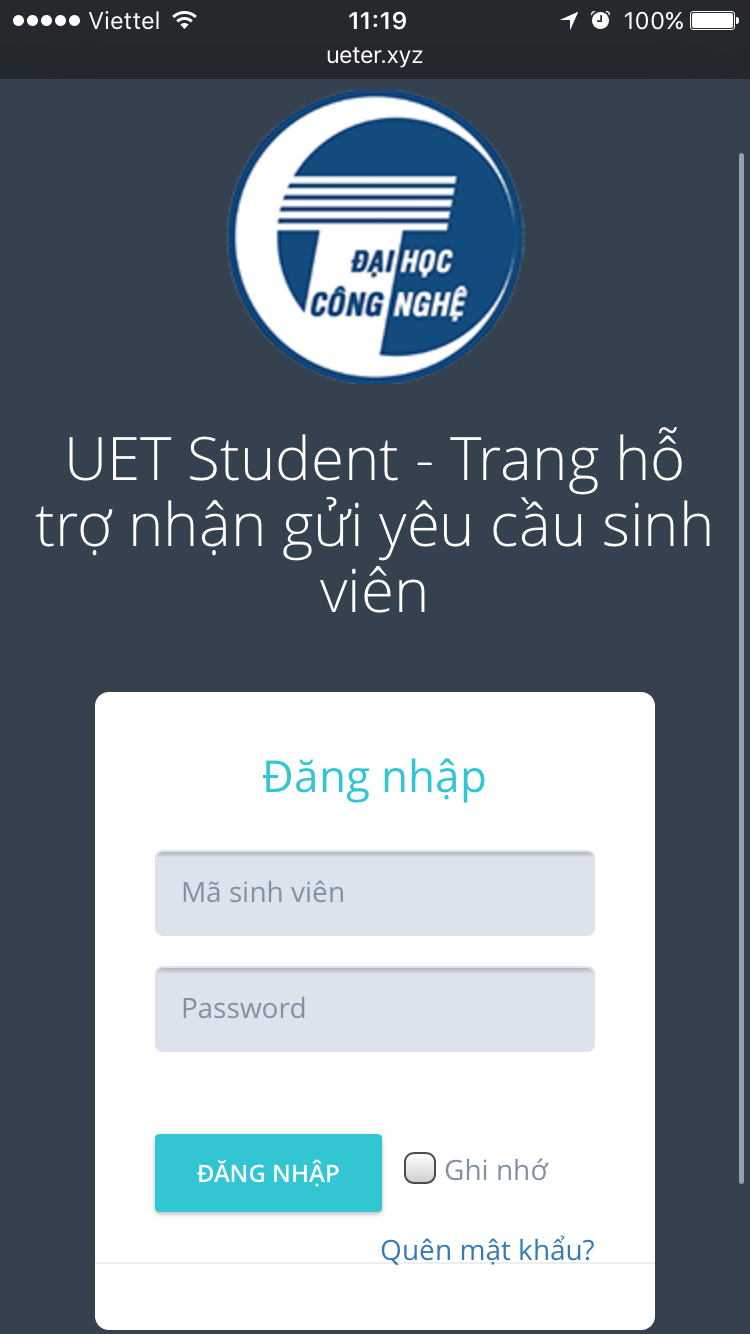 Viettel 11:19 100%
ueter.xyz
ĐẠI HỌC
CÔNG NGHỆ
UET Student - Trang hỗ
trợ nhận gửi yêu cầu sinh
viên
Đăng nhập
Mã sinh viên
Password
ĐĂNG NHẬP Ghi nhớ
Quên mật khẩu?